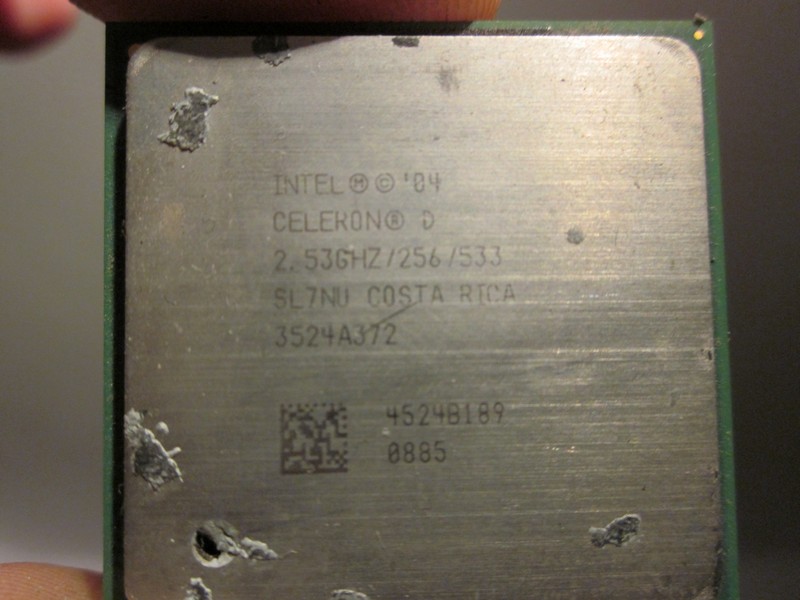 INTEL Ⓜ © '04
CELERON® D
2.53GHZ/256/533
SL7NU COSTA RICA
3524A372
4524B189
0885